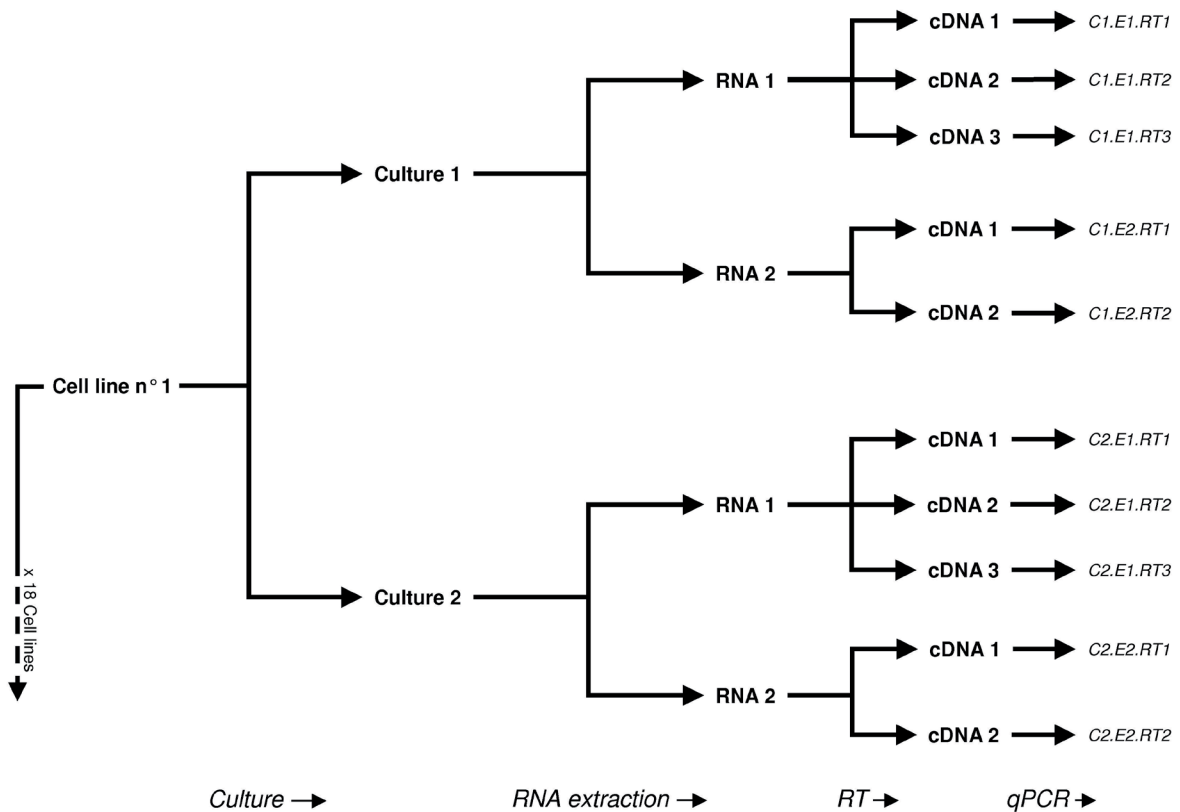 cDNA 1
C1.E1.RT1
RNA 1
cDNA 2
C1.E1.RT2
cDNA 3
C1.E1.RT3
Culture 1
cDNA 1
C1.E2.RT1
RNA 2
cDNA 2
C1.E2.RT2
Cell line n°1
cDNA 1
C2.E1.RT1
RNA 1
cDNA 2
C2.E1.RT2
cDNA 3
C2.E1.RT3
x 18 Cell lines
Culture 2
cDNA 1
C2.E2.RT1
RNA 2
cDNA 2
C2.E2.RT2
Culture
RNA extraction
RT
qPCR